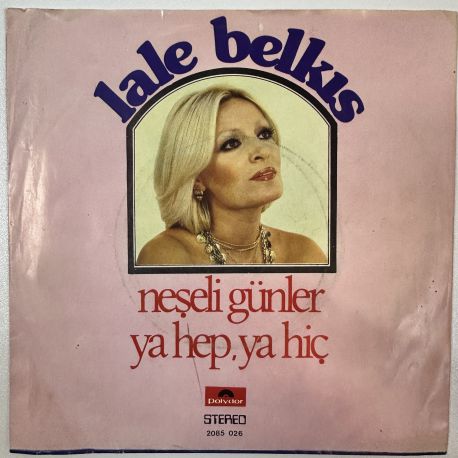 lale belkıs
neşeli günler
ya hep, ya hiç
Polydor
STEREO
2085 026